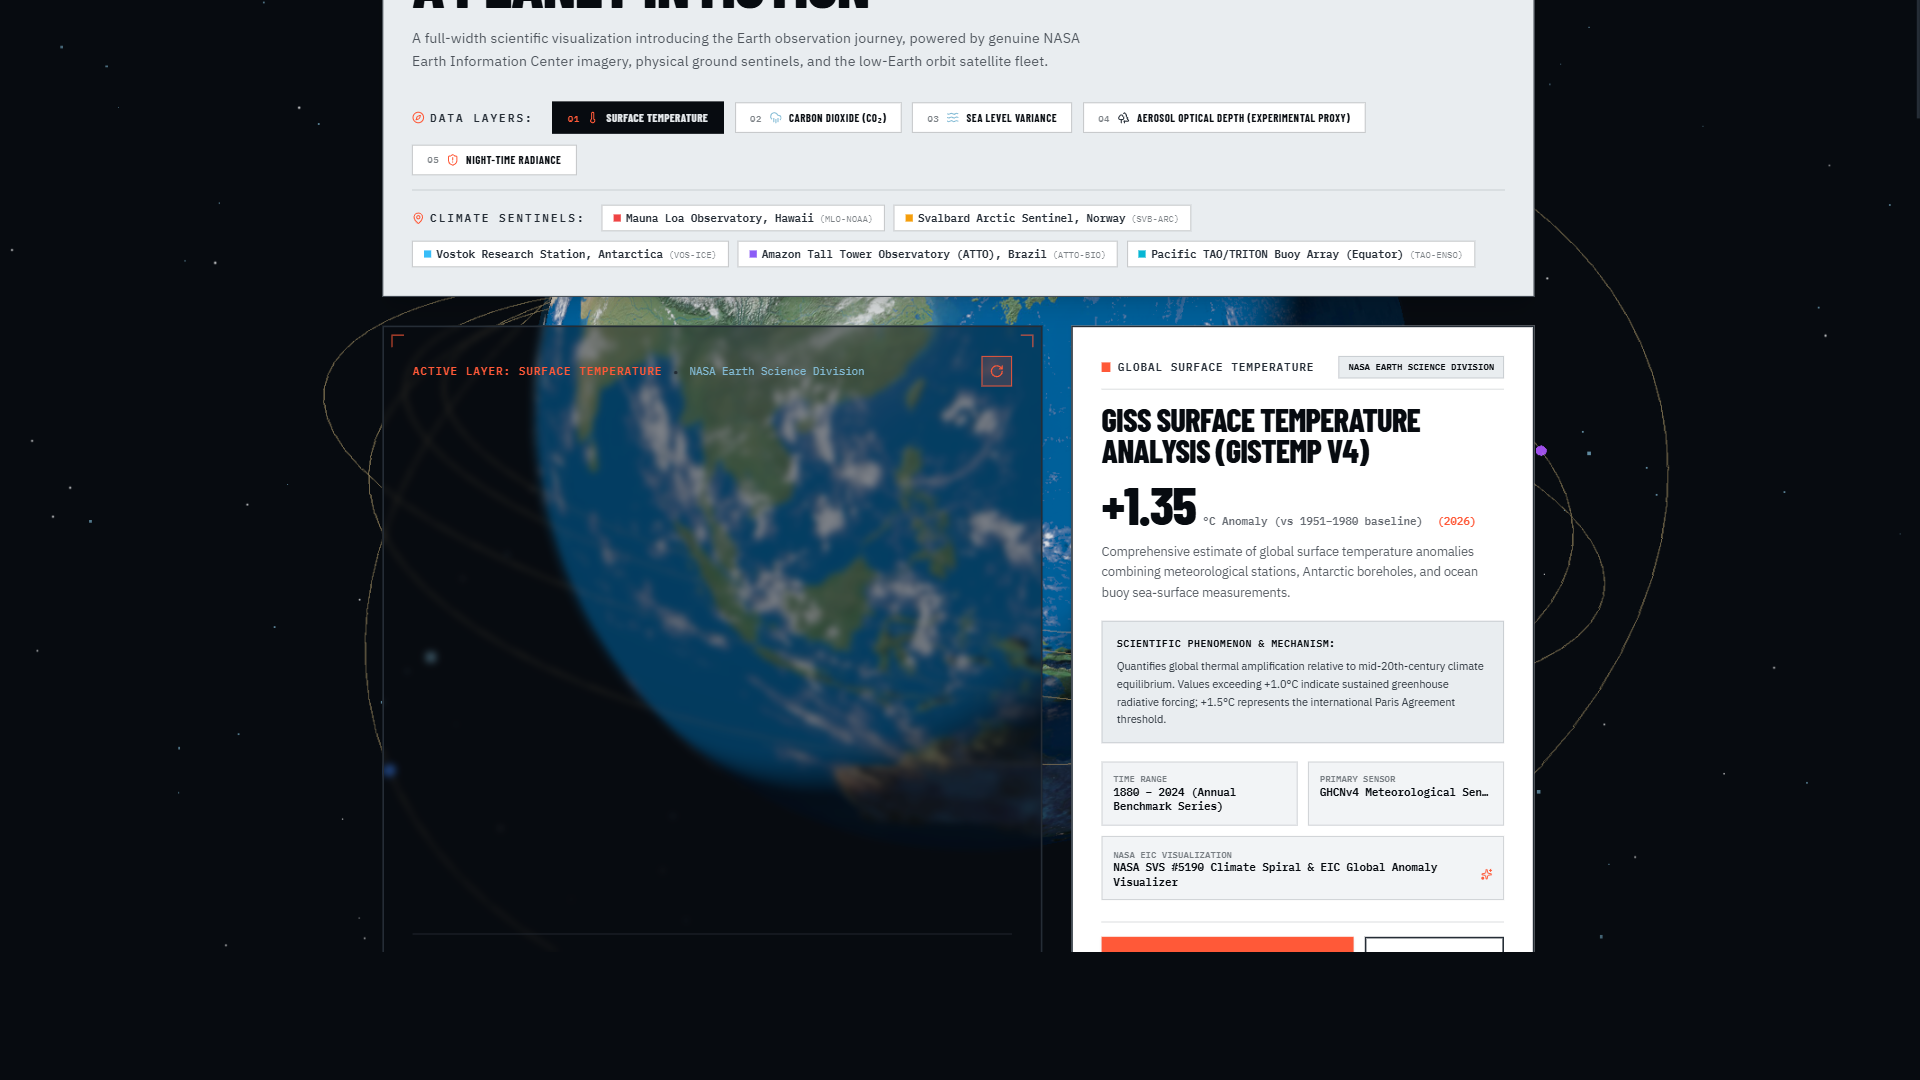 A PLANET IN MOTION
A full-width scientific visualization introducing the Earth observation journey, powered by genuine NASA
Earth Information Center imagery, physical ground sentinels, and the low-Earth orbit satellite fleet.
DATA LAYERS:
01 SURFACE TEMPERATURE
02 CARBON DIOXIDE (CO₂)
03 SEA LEVEL VARIANCE
04 AEROSOL OPTICAL DEPTH (EXPERIMENTAL PROXY)
05 NIGHT-TIME RADIANCE
CLIMATE SENTINELS:
Mauna Loa Observatory, Hawaii (MLO-NOAA)
Svalbard Arctic Sentinel, Norway (SVB-ARC)
Vostok Research Station, Antarctica (VOS-ICE)
Amazon Tall Tower Observatory (ATTO), Brazil (ATTO-BIO)
Pacific TAO/TRITON Buoy Array (Equator) (TAO-ENSO)
ACTIVE LAYER: SURFACE TEMPERATURE • NASA Earth Science Division
GLOBAL SURFACE TEMPERATURE
NASA EARTH SCIENCE DIVISION
GISS SURFACE TEMPERATURE
ANALYSIS (GISTEMP V4)
+1.35 °C Anomaly (vs 1951–1980 baseline) (2026)
Comprehensive estimate of global surface temperature anomalies
combining meteorological stations, Antarctic boreholes, and ocean
buoy sea-surface measurements.
SCIENTIFIC PHENOMENON & MECHANISM:
Quantifies global thermal amplification relative to mid-20th-century climate
equilibrium. Values exceeding +1.0°C indicate sustained greenhouse
radiative forcing; +1.5°C represents the international Paris Agreement
threshold.
TIME RANGE
1880 – 2024 (Annual
Benchmark Series)
PRIMARY SENSOR
GHCNv4 Meteorological Sen…
NASA EIC VISUALIZATION
NASA SVS #5190 Climate Spiral & EIC Global Anomaly
Visualizer